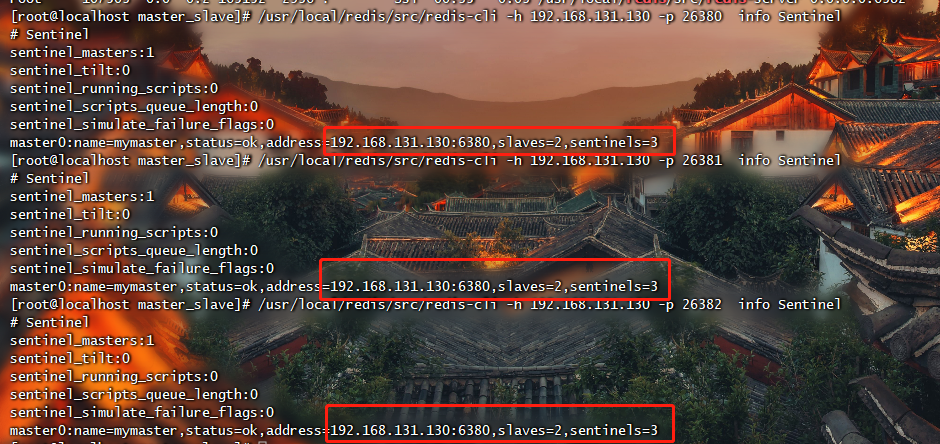 [root@localhost master_slave]# /usr/local/redis/src/redis-cli -h 192.168.131.130 -p 26380  info Sentinel
# Sentinel
sentinel_masters:1
sentinel_tilt:0
sentinel_running_scripts:0
sentinel_scripts_queue_length:0
sentinel_simulate_failure_flags:0
master0:name=mymaster,status=ok,address=192.168.131.130:6380,slaves=2,sentinels=3
[root@localhost master_slave]# /usr/local/redis/src/redis-cli -h 192.168.131.130 -p 26381  info Sentinel
# Sentinel
sentinel_masters:1
sentinel_tilt:0
sentinel_running_scripts:0
sentinel_scripts_queue_length:0
sentinel_simulate_failure_flags:0
master0:name=mymaster,status=ok,address=192.168.131.130:6380,slaves=2,sentinels=3
[root@localhost master_slave]# /usr/local/redis/src/redis-cli -h 192.168.131.130 -p 26382  info Sentinel
# Sentinel
sentinel_masters:1
sentinel_tilt:0
sentinel_running_scripts:0
sentinel_scripts_queue_length:0
sentinel_simulate_failure_flags:0
master0:name=mymaster,status=ok,address=192.168.131.130:6380,slaves=2,sentinels=3